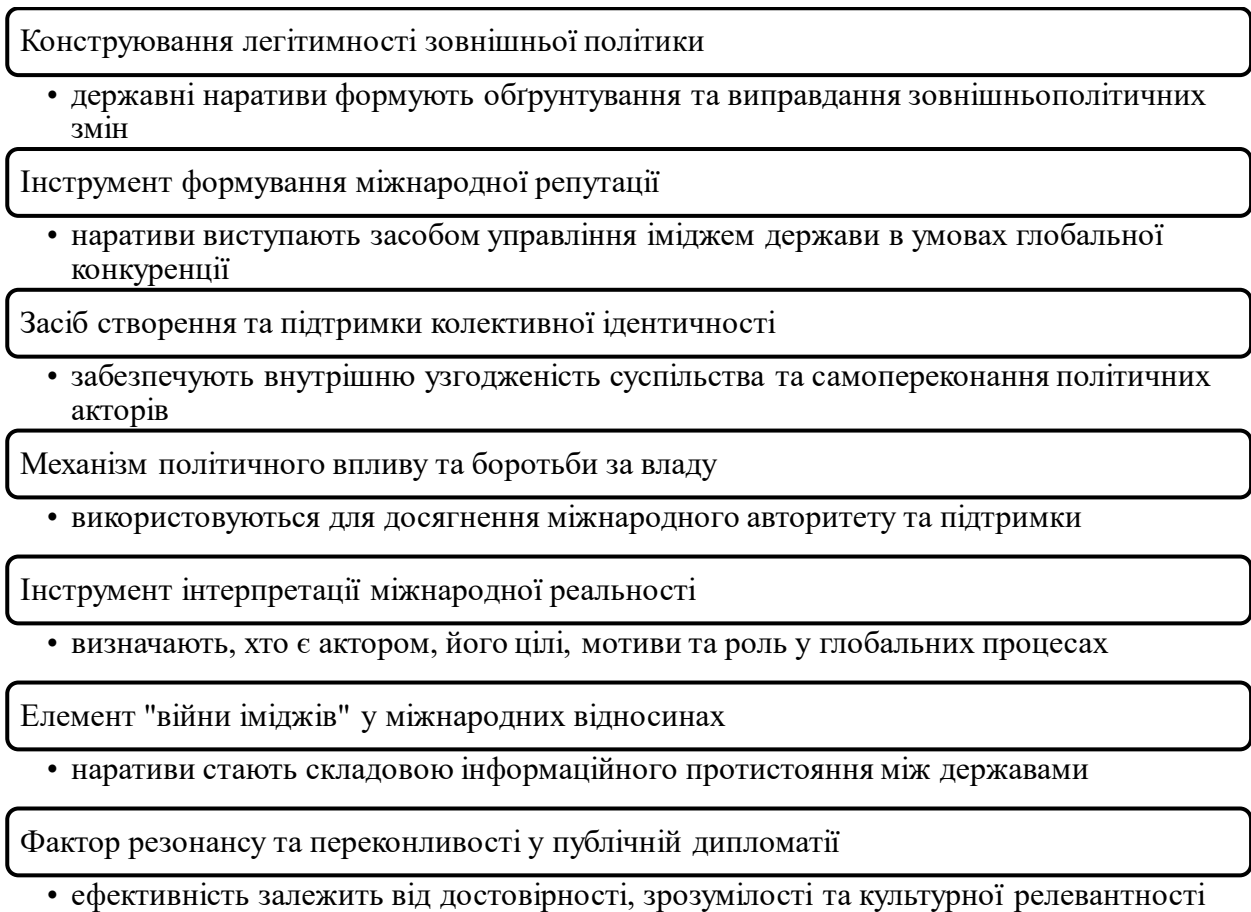 Конструювання легітимності зовнішньої політики
• державні наративи формують обґрунтування та виправдання зовнішньополітичних
змін
Інструмент формування міжнародної репутації
• наративи виступають засобом управління іміджем держави в умовах глобальної
конкуренції
Засіб створення та підтримки колективної ідентичності
• забезпечують внутрішню узгодженість суспільства та самопереконання політичних
акторів
Механізм політичного впливу та боротьби за владу
• використовуються для досягнення міжнародного авторитету та підтримки
Інструмент інтерпретації міжнародної реальності
• визначають, хто є актором, його цілі, мотиви та роль у глобальних процесах
Елемент "війни іміджів" у міжнародних відносинах
• наративи стають складовою інформаційного протистояння між державами
Фактор резонансу та переконливості у публічній дипломатії
• ефективність залежить від достовірності, зрозумілості та культурної релевантності